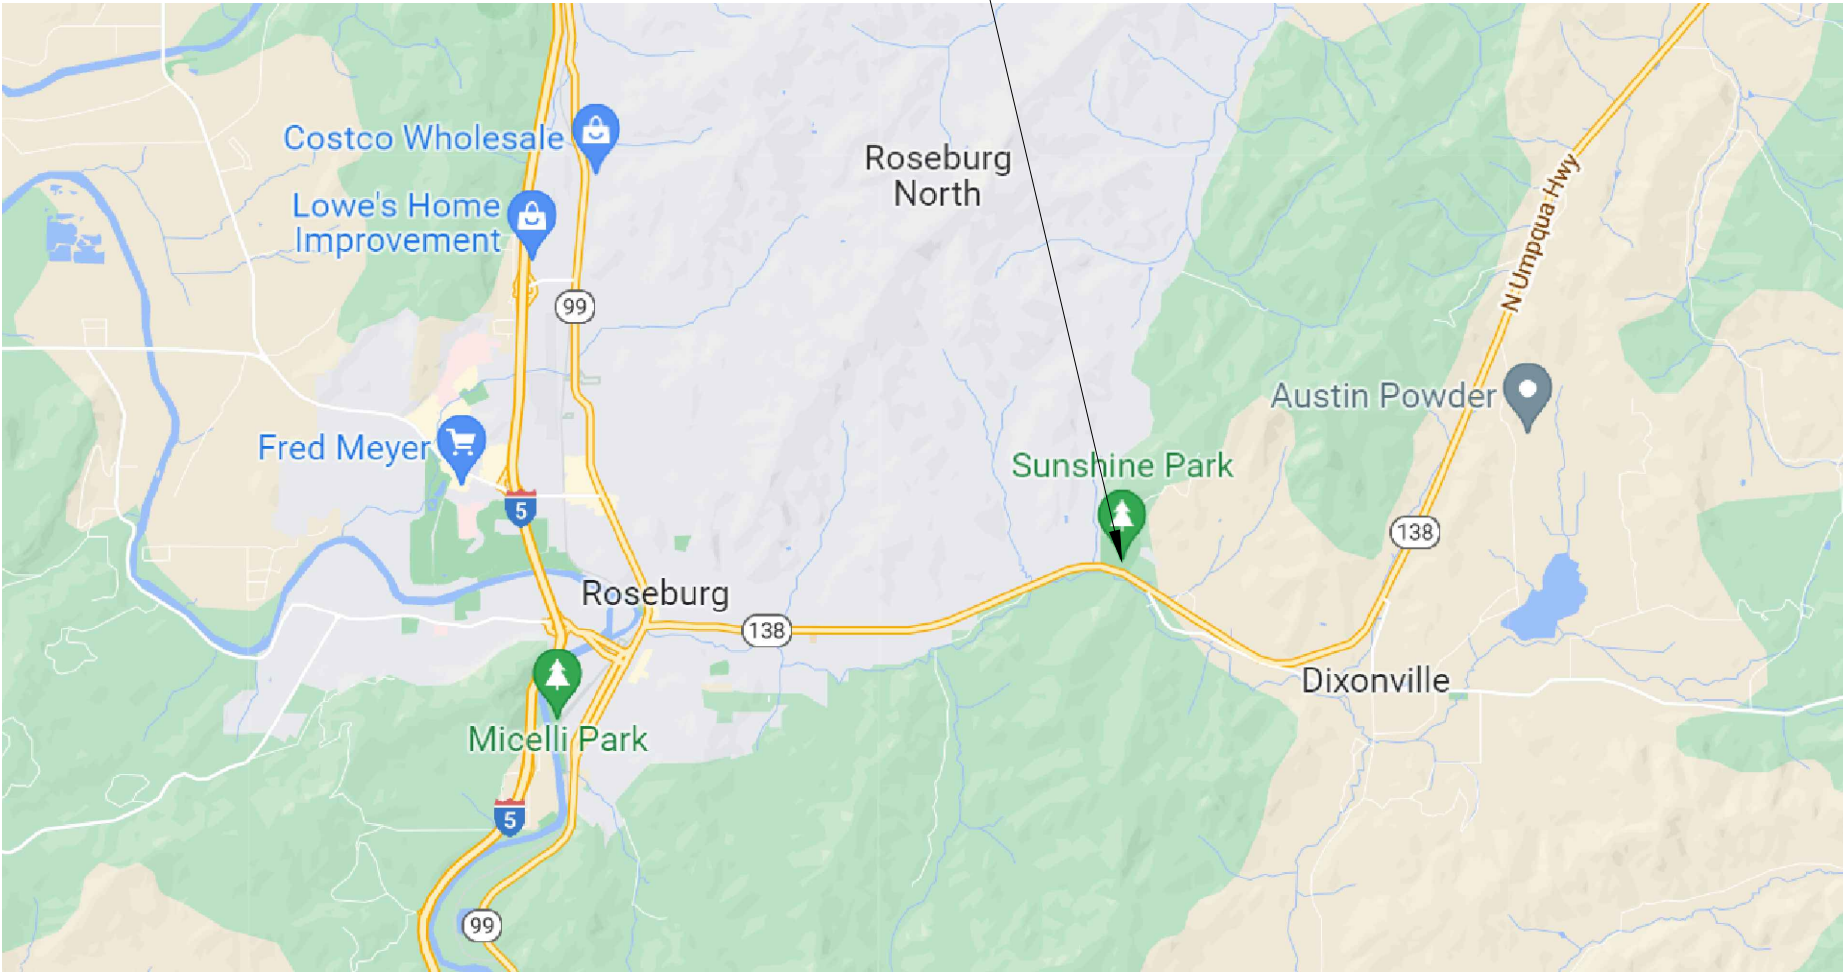 Costco Wholesale
Roseburg
North
Lowe's Home
Improvement
N Umpqua Hwy
99
Austin Powder
Fred Meyer
Sunshine Park
5
138
Roseburg
138
Dixonville
Micelli Park
5
99